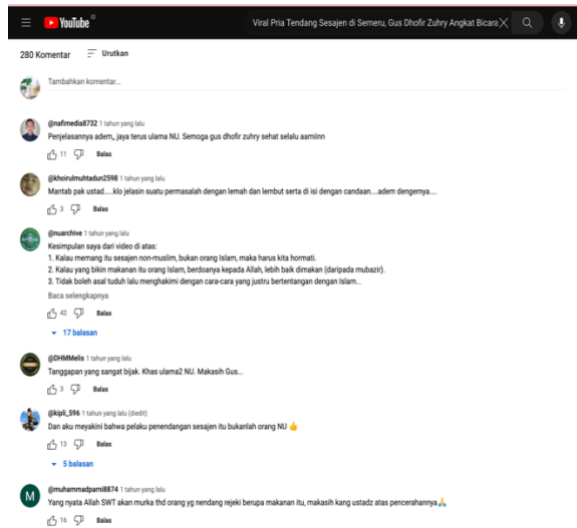 YouTube ID
Viral Pria Tendang Sesajen di Semeru, Gus Dhofir Zuhry Angkat Bicara
280 Komentar Urutkan
Tambahkan komentar...
@nafimedia8732 1 tahun yang lalu
Penjelasannya adem,, jaya terus ulama NU. Semoga gus dhofir zuhry sehat selalu aamiinn
11 Balas
@khoirulmuhtadun2598 1 tahun yang lalu
Mantab pak ustad.....klo jelasin suatu permasalah dengan lemah dan lembut serta di isi dengan candaan....adem dengernya....
3 Balas
@nuarchive 1 tahun yang lalu
Kesimpulan saya dari video di atas:
1. Kalau memang itu sesajen non-muslim, bukan orang Islam, maka harus kita hormati.
2. Kalau yang bikin makanan itu orang Islam, berdoanya kepada Allah, lebih baik dimakan (daripada mubazir).
3. Tidak boleh asal tuduh lalu menghakimi dengan cara-cara yang justru bertentangan dengan Islam...
Baca selengkapnya
42 Balas
17 balasan
@DHMMelis 1 tahun yang lalu
Tanggapan yang sangat bijak. Khas ulama2 NU. Makasih Gus...
3 Balas
@kipli_596 1 tahun yang lalu (diedit)
Dan aku meyakini bahwa pelaku penendangan sesajen itu bukanlah orang NU 👍
13 Balas
5 balasan
M
@muhammadparsi8874 1 tahun yang lalu
Yang nyata Allah SWT akan murka thd orang yg nendang rejeki berupa makanan itu, makasih kang ustadz atas pencerahannya🙏
16 Balas